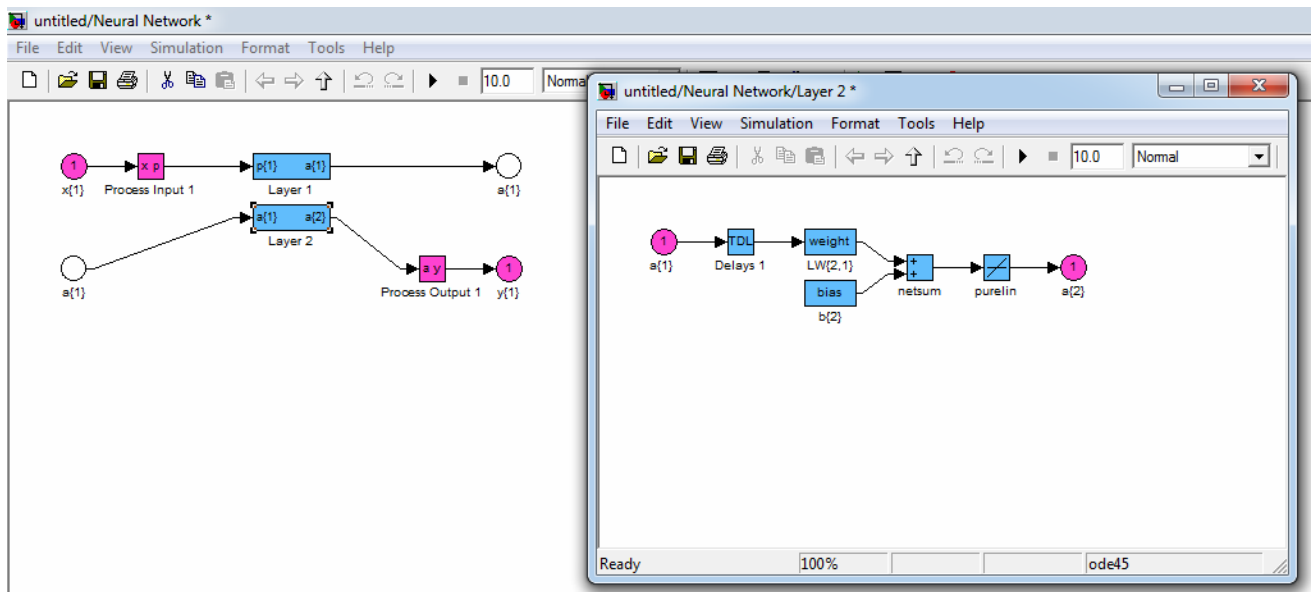 untitled/Neural Network *
File Edit View Simulation Format Tools Help
10.0 Norma
1 x p p{1} a{1}
x{1} Process Input 1 Layer 1 a{1}
a{1} a{2}
Layer 2
a y 1
a{1} Process Output 1 y{1}
untitled/Neural Network/Layer 2 *
File Edit View Simulation Format Tools Help
10.0 Normal
1 TDL weight
a{1} Delays 1 LW{2,1}
+
+
1
bias netsum purelin a{2}
b{2}
Ready 100% ode45